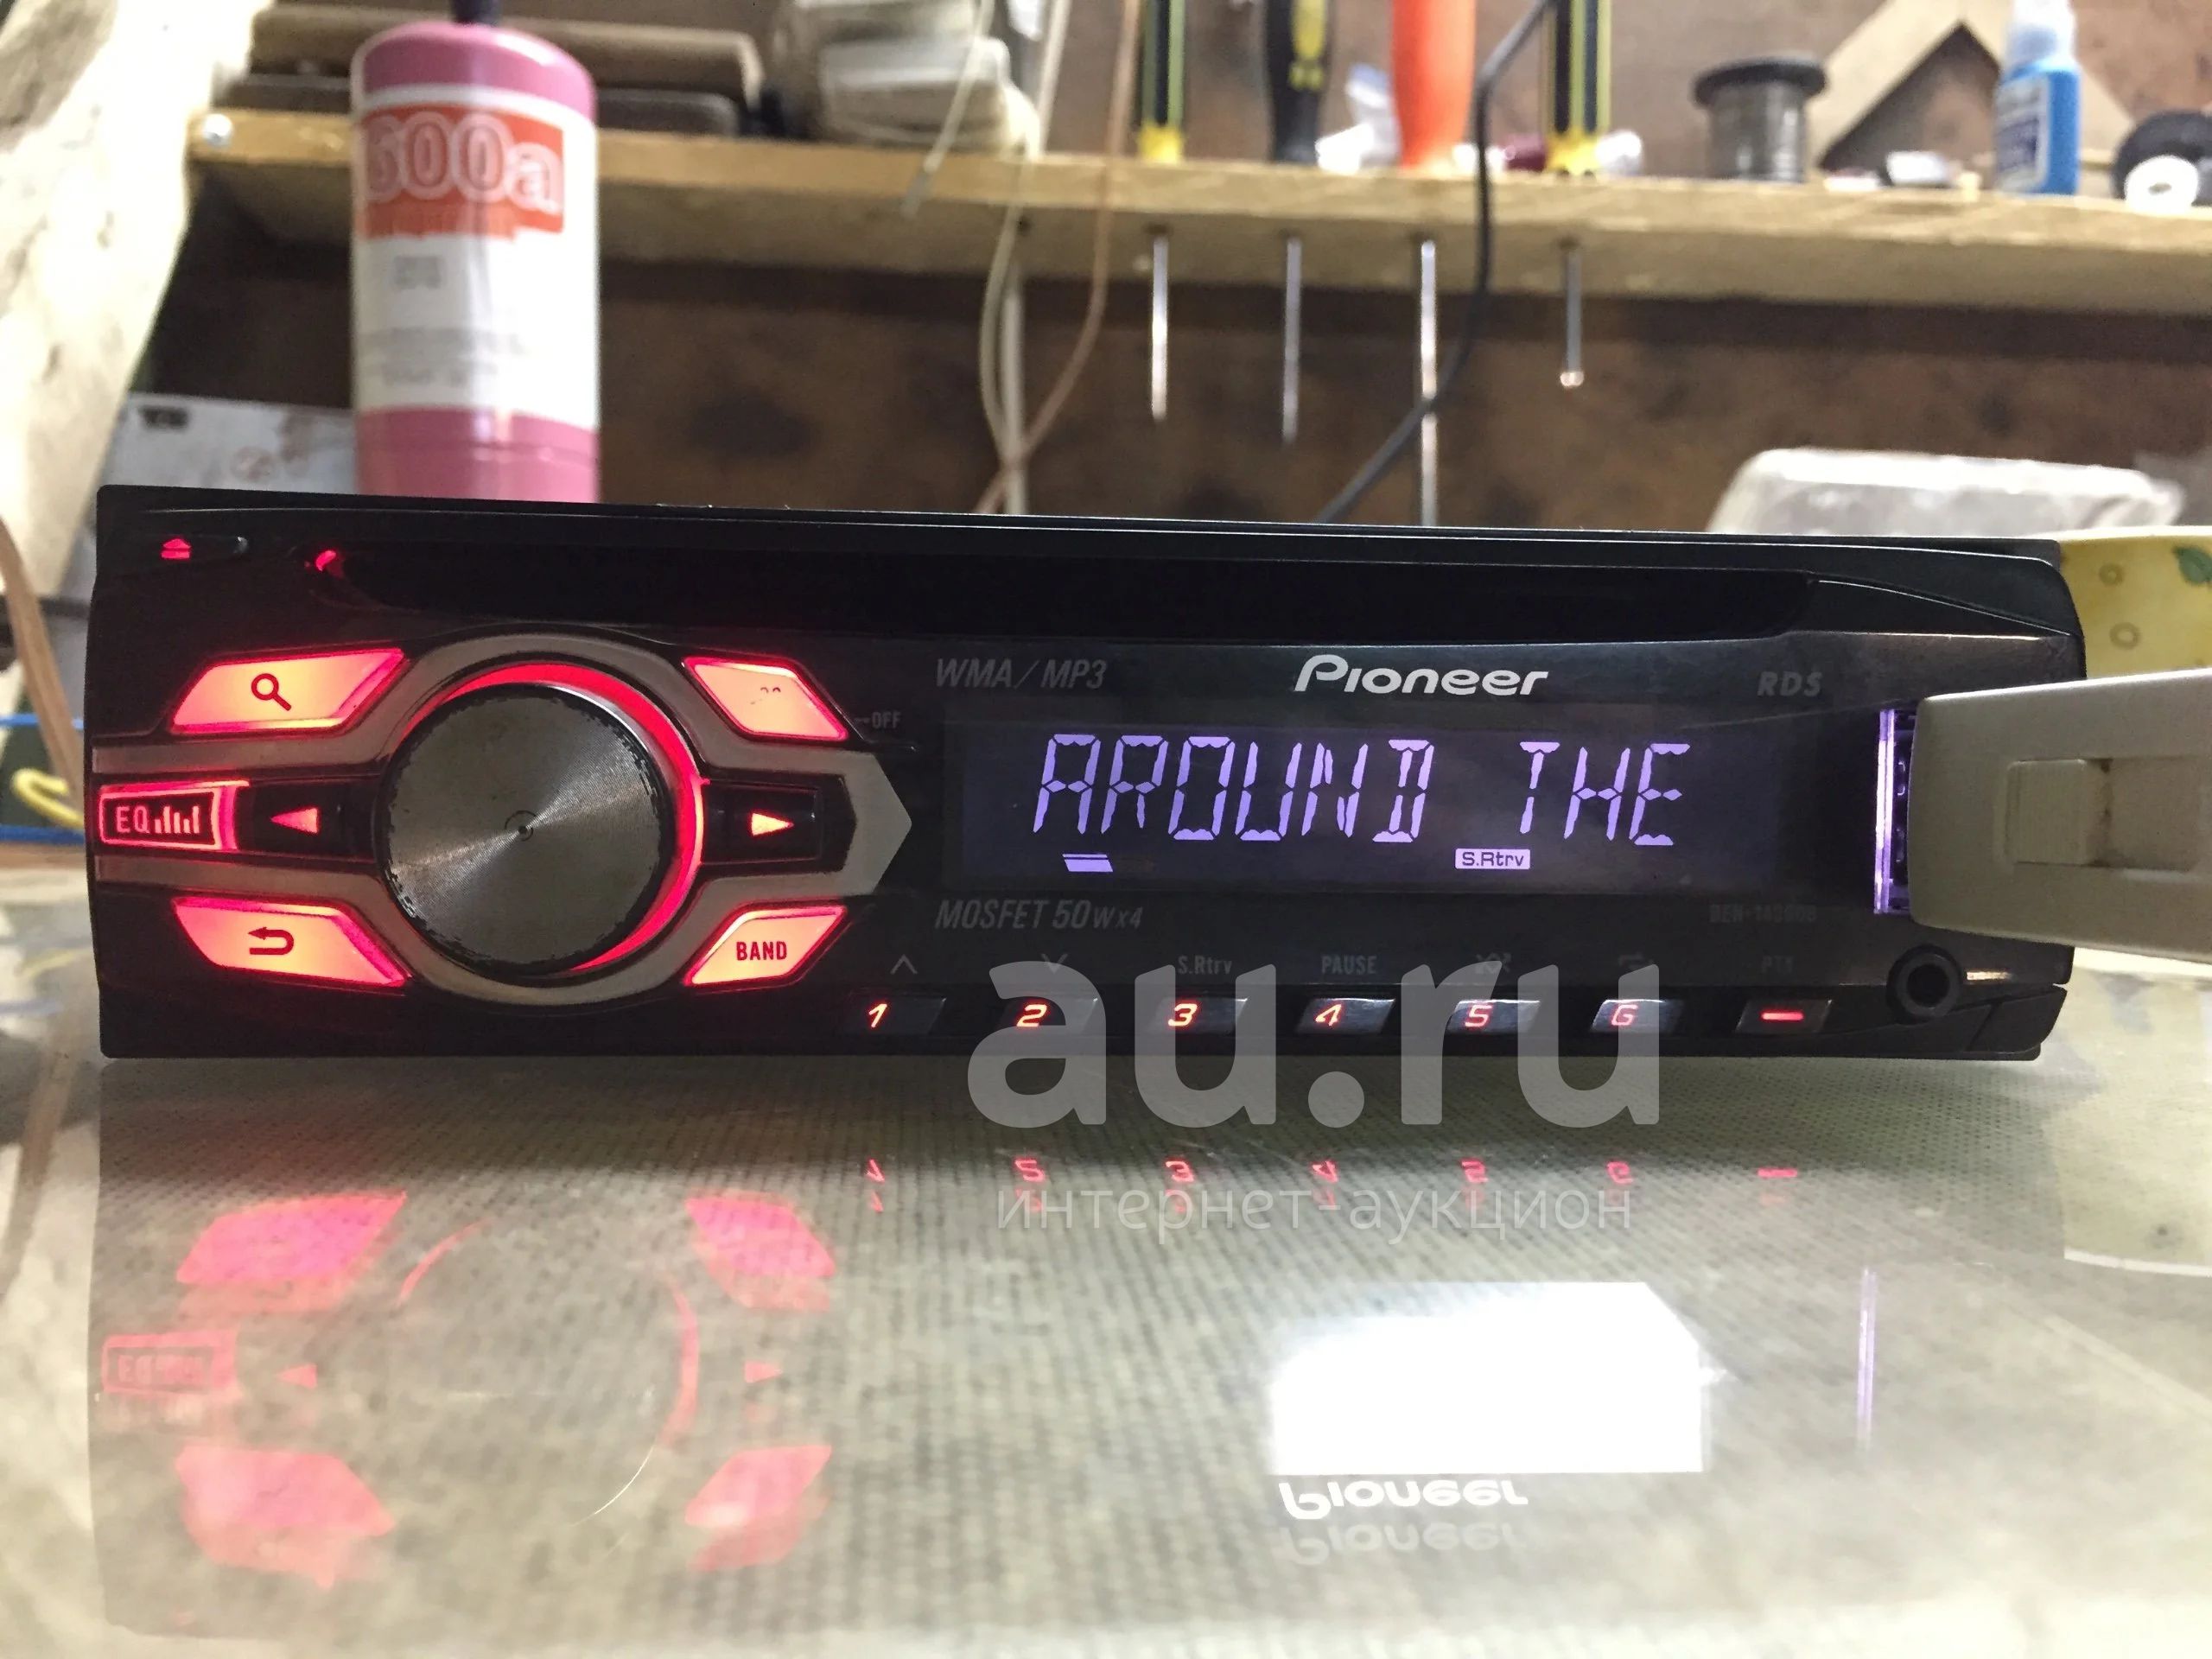 600a
WMA/MP3
Pioneer
RDS
OFF
EQ
AROUND THE
S.Rtrv
MOSFET 50Wx4
BAND
S.Rtrv
PAUSE
1 2 3 4 5 6
au.ru
интернет аукцион